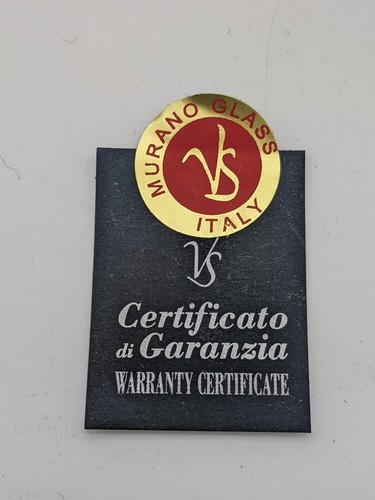 MURANO GLASS
VS
ITALY
VS
Certificato
di Garanzia
WARRANTY CERTIFICATE